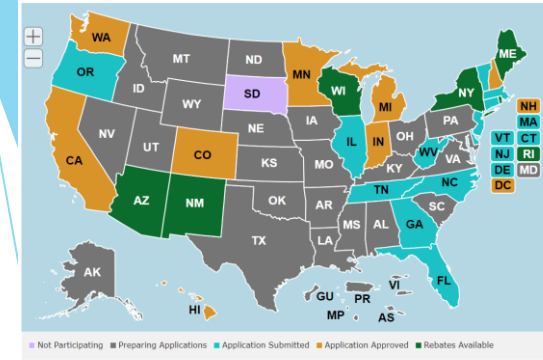 +
−
WA
OR
CA
NV
ID
MT
WY
UT
AZ
CO
NM
ND
SD
NE
KS
OK
TX
MN
IA
MO
AR
LA
WI
IL
MI
IN
OH
KY
TN
MS
AL
GA
FL
SC
NC
VA
WV
PA
NY
ME
NH
MA
VT CT
NJ RI
DE MD
DC
AK
HI
GU
MP
PR
VI
AS
Not Participating Preparing Applications Application Submitted Application Approved Rebates Available